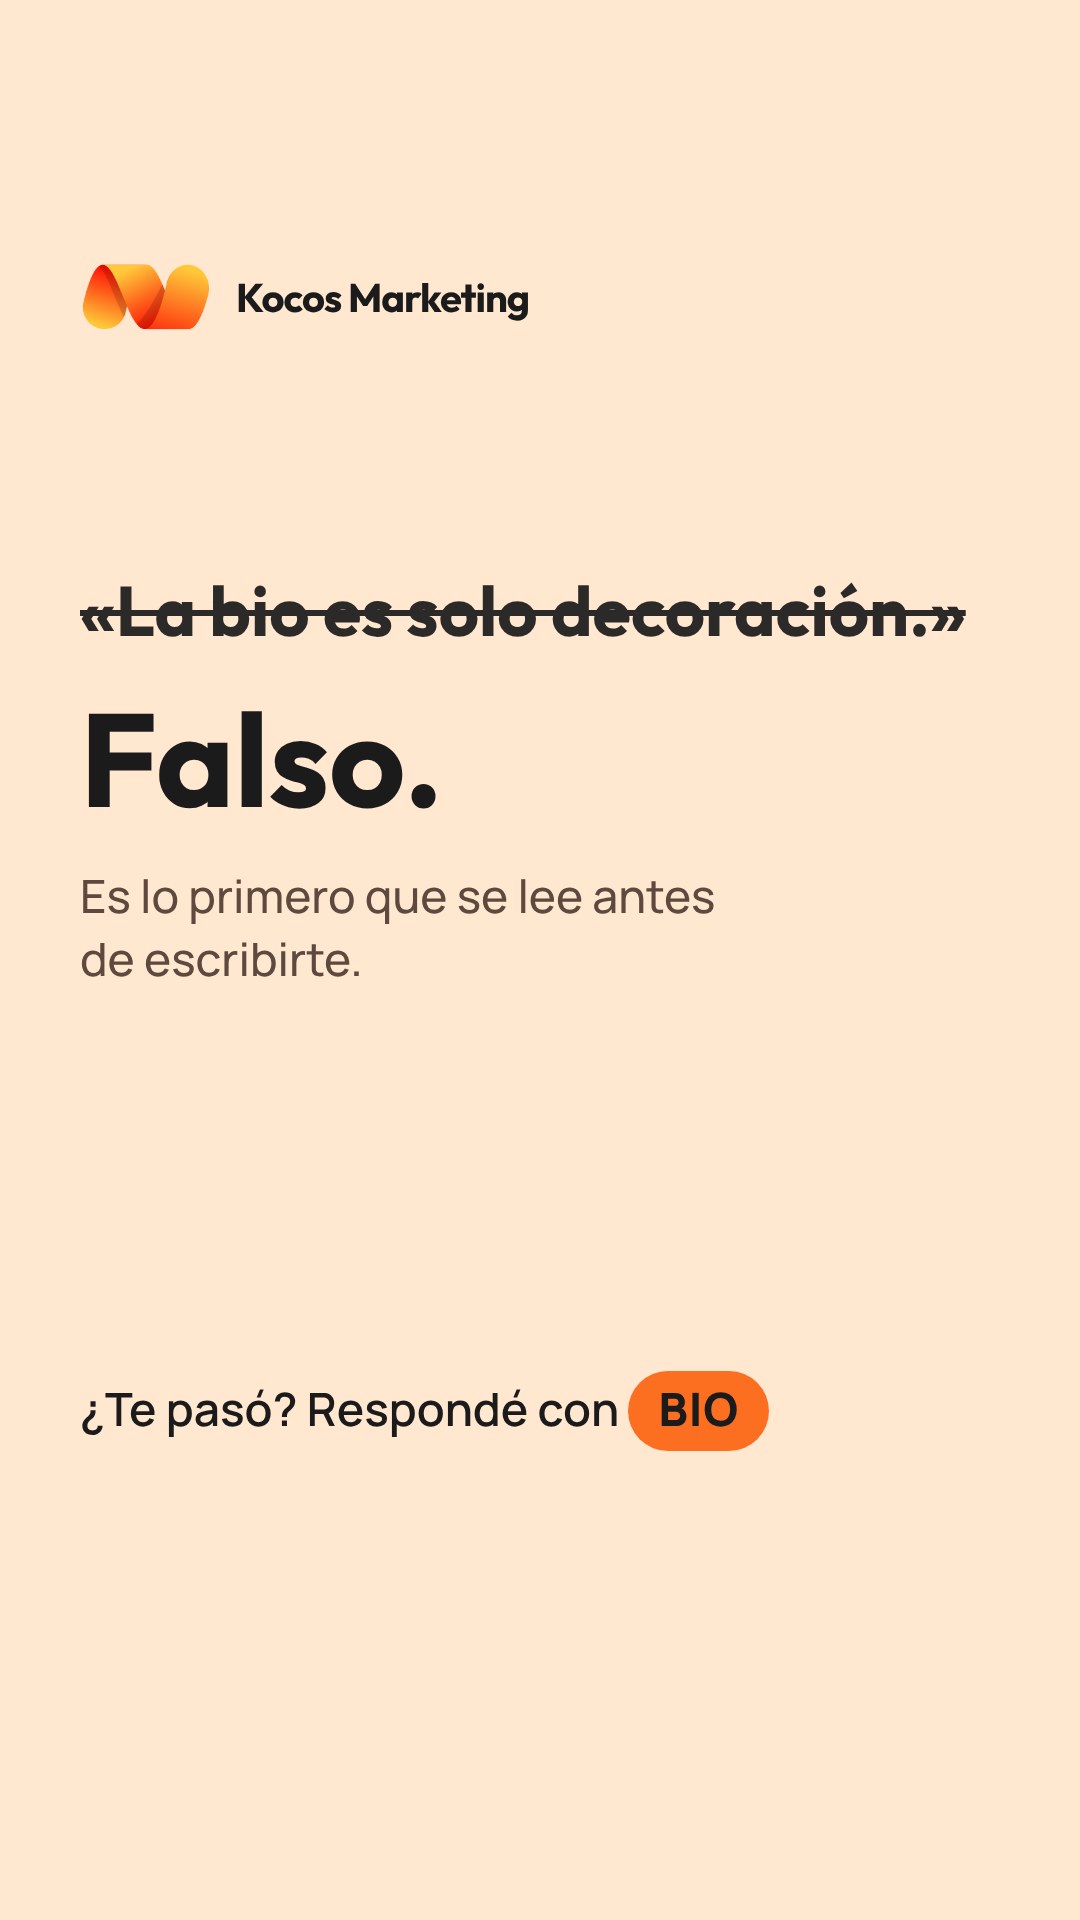 Kocos Marketing
«La bio es solo decoración.»
Falso.
Es lo primero que se lee antes
de escribirte.
¿Te pasó? Respondé con BIO